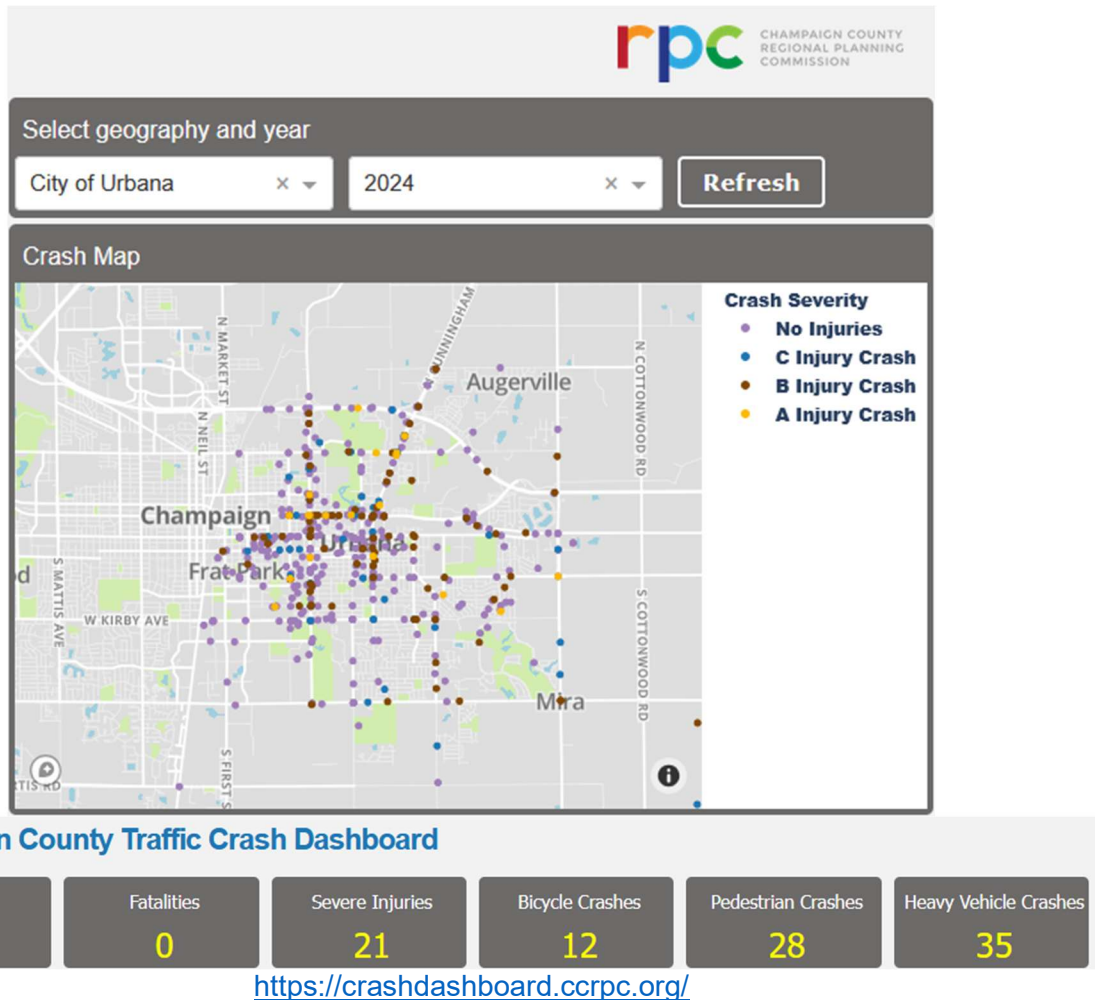 rpc CHAMPAIGN COUNTY
REGIONAL PLANNING
COMMISSION
Select geography and year
City of Urbana × 2024 × Refresh
Crash Map
Crash Severity
No Injuries
C Injury Crash
B Injury Crash
A Injury Crash
N MARKET ST
N NEIL ST
CUNNINGHAM
Augerville
N COTTONWOOD RD
Champaign
Urbana
Frat Park
d
S MATTIS AVE
W KIRBY AVE
S COTTONWOOD RD
Mira
S FIRST S
TIS RD
n County Traffic Crash Dashboard
Fatalities Severe Injuries Bicycle Crashes Pedestrian Crashes Heavy Vehicle Crashes
0 21 12 28 35
https://crashdashboard.ccrpc.org/